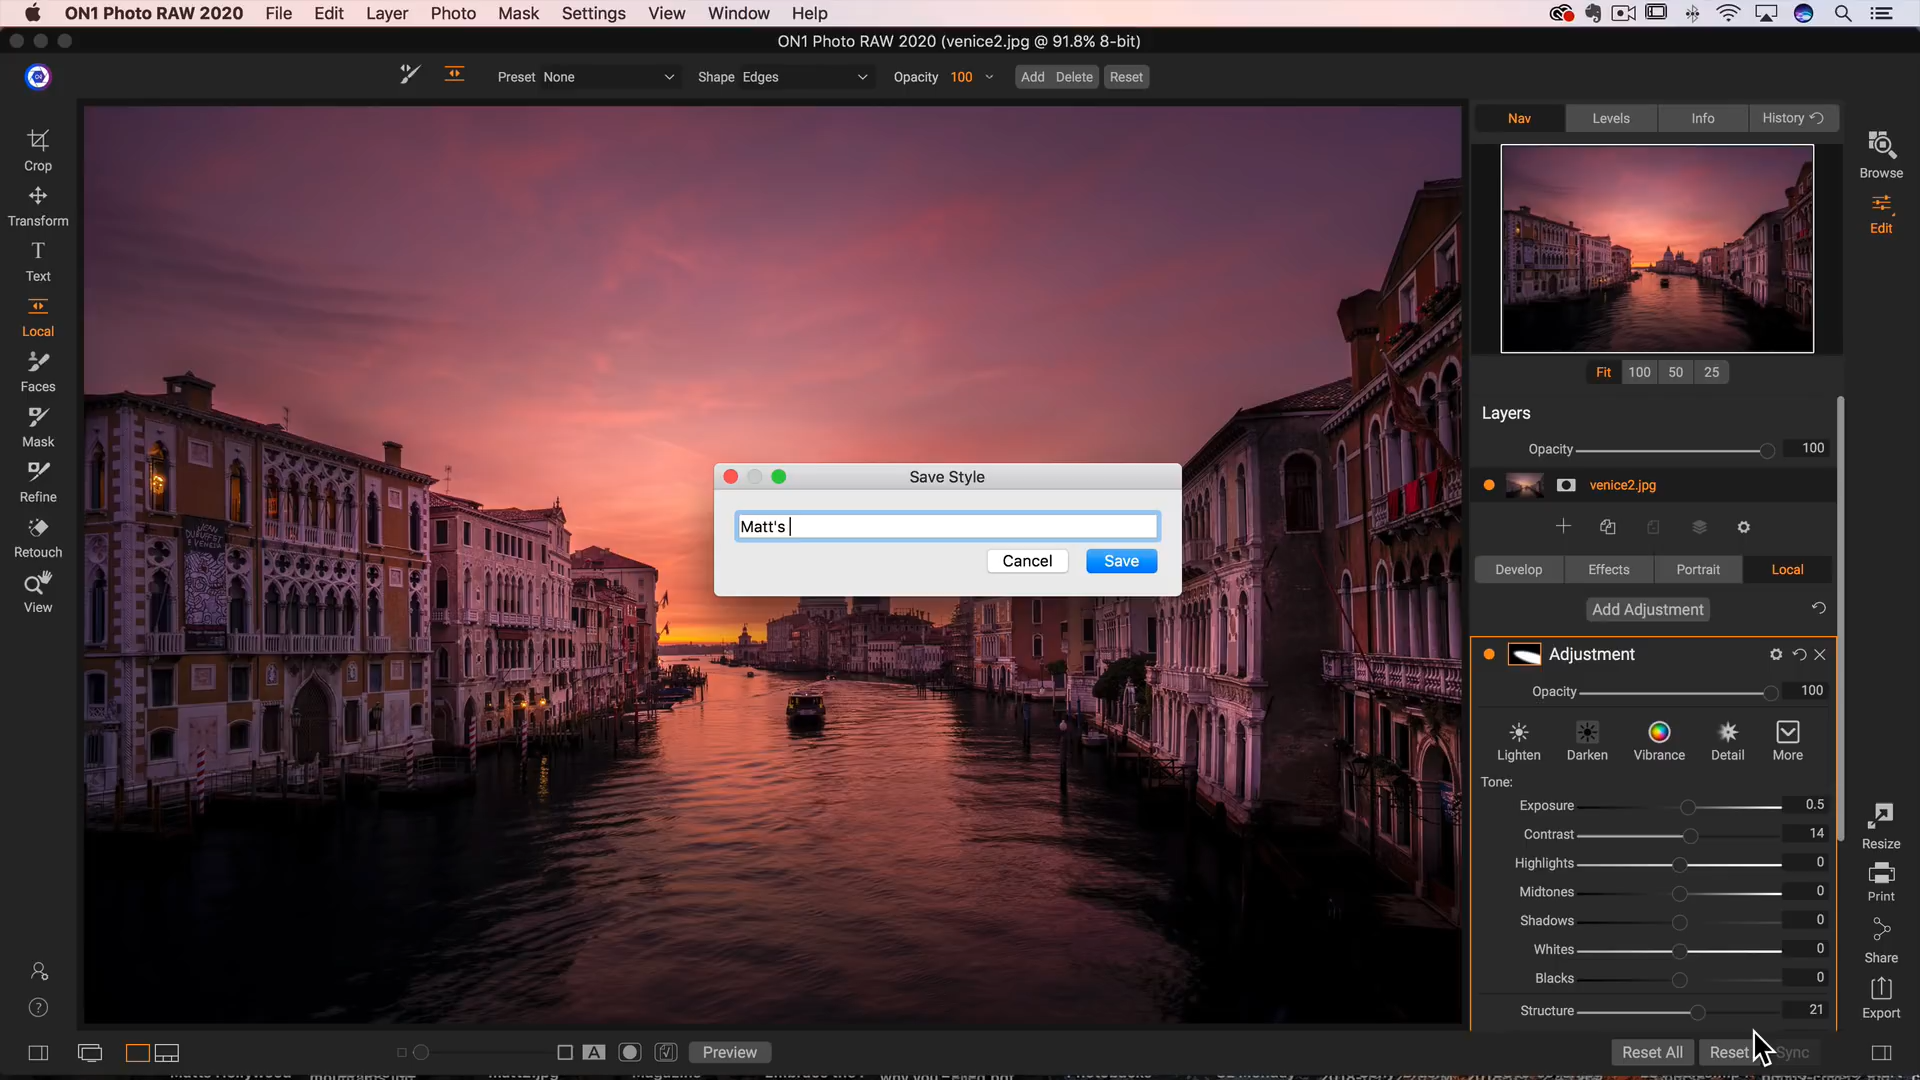 ON1 Photo RAW 2020 File Edit Layer Photo Mask Settings View Window Help
ON1 Photo RAW 2020 (venice2.jpg @ 91.8% 8-bit)
Preset None Shape Edges Opacity 100 Add Delete Reset
Crop
Transform
Text
Local
Faces
Mask
Refine
Retouch
View
JEAN
DUBUFFET
E VENEZIA
Save Style
Matt's
Cancel Save
Nav Levels Info History
Browse
Edit
Fit 100 50 25
Layers
Opacity 100
venice2.jpg
Develop Effects Portrait Local
Add Adjustment
Adjustment
Opacity 100
Lighten Darken Vibrance Detail More
Tone:
Exposure 0.5
Contrast 14
Highlights 0
Midtones 0
Shadows 0
Whites 0
Blacks 0
Structure 21
Resize
Print
Share
Export
A Preview
Reset All Reset Sync